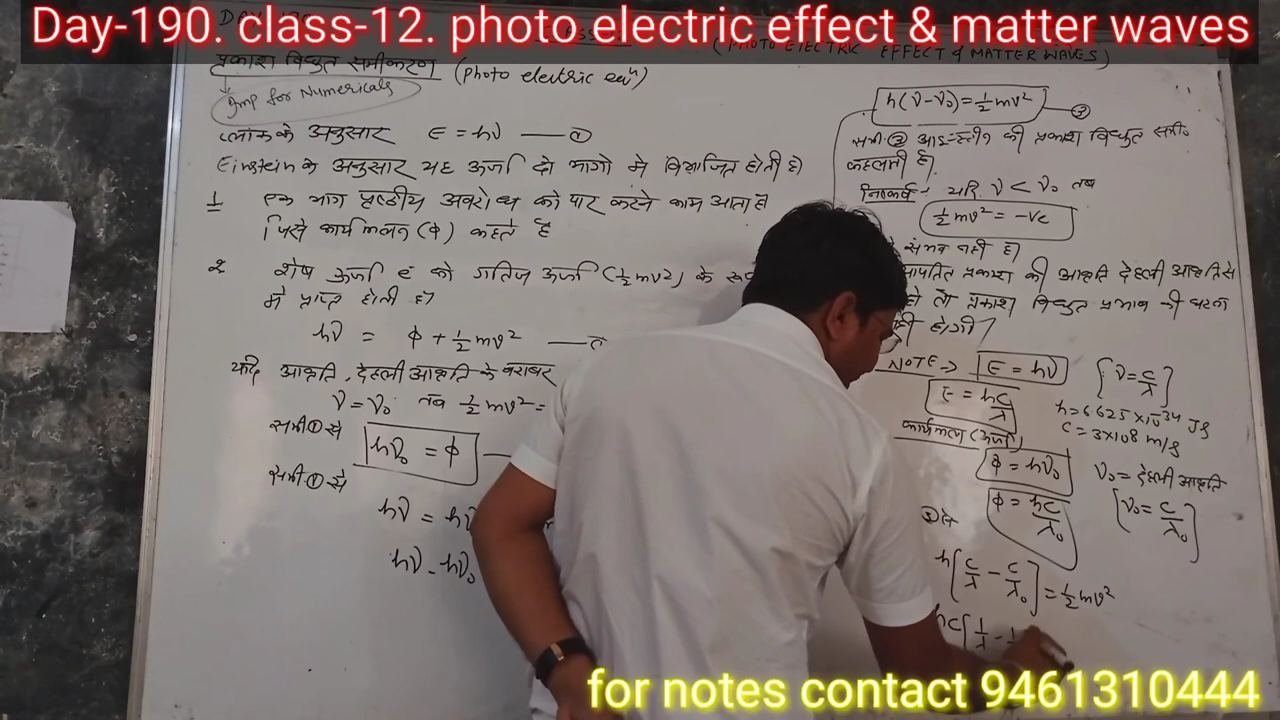 Day-190. class-12. photo electric effect & matter waves
(PHOTO ELECTRIC EFFECT & MATTER WAVES)
प्रकाश विद्युत समीकरण (photo electric eqⁿ)
Imp for Numericals
प्लांक के अनुसार E = hν — ①
Einstein के अनुसार यह ऊर्जा दो भागो मे विभाजित होती है
1 एक भाग पृष्ठीय अवरोध को पार करने काम आता है
जिसे कार्यफलन (ϕ) कहते है
2 शेष ऊर्जा e⁻ को गतिज ऊर्जा (½mv2) के
मे प्राप्त होती है
hν = ϕ + ½mv²
यदि आवृति, देहली आवृति के बराबर
ν = ν₀ तब ½mv² =
समी① से hν₀ = ϕ
समी① से
hν =
hν - hν₀
h(ν-ν₀) = ½mv² — ③
समी.③ आइन्स्टीन की प्रकाश विद्युत समी०
कहलाती है।
निष्कर्ष - यदि ν < ν₀ तब
½mv² = -ve
संभव नही है।
आपतित प्रकाश की आवृति देहली आवृति से
हो तो प्रकाश विद्युत प्रभाव की घटना
नही होगी
NOTE → E = hν [ν = c/λ]
E = hc/λ
h = 6.625×10⁻³⁴ JS
c = 3×108 m/s
कार्यफलन (ऊर्जा)
ϕ = hν₀ ν₀ = देहली आवृति
ϕ = hc/λ₀ [ν₀ = c/λ₀]
③ से
h[c/λ - c/λ₀] = ½mv²
hc[1/λ - 1
for notes contact 9461310444